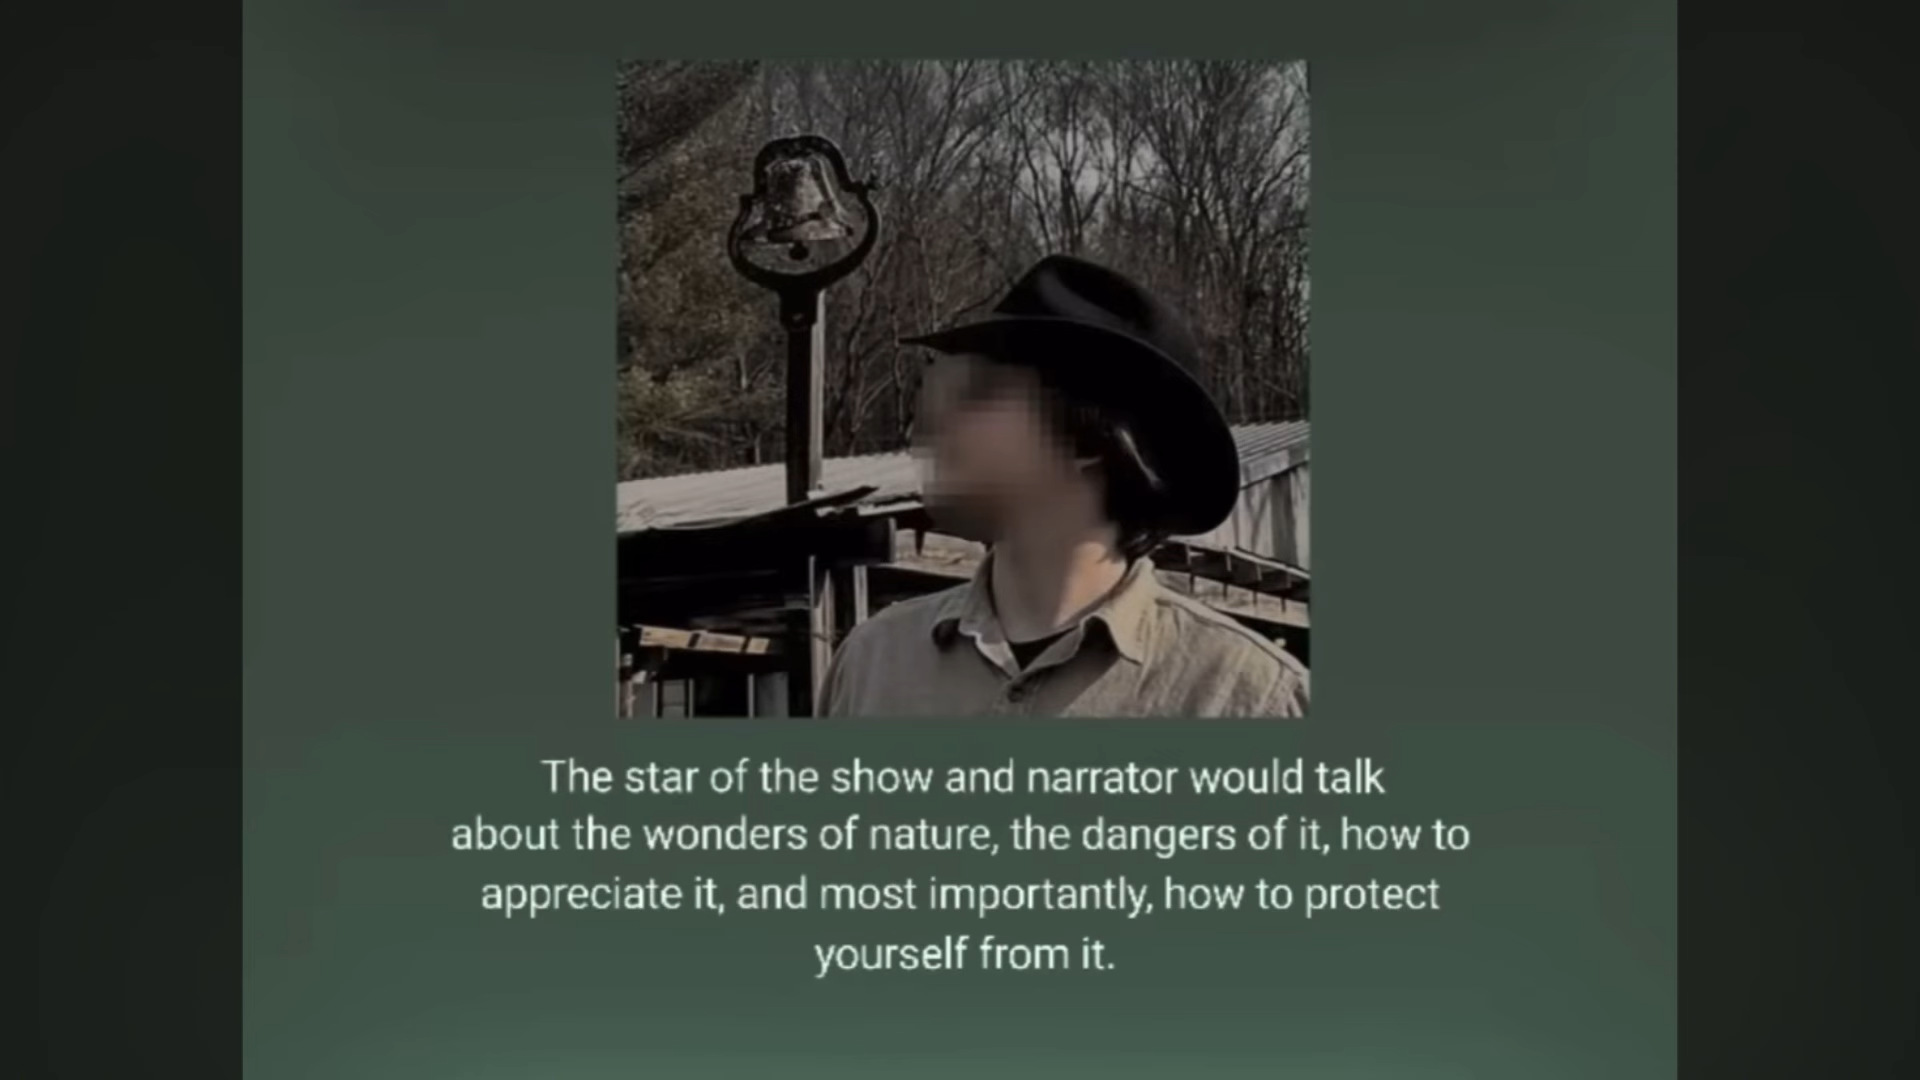 The star of the show and narrator would talk
about the wonders of nature, the dangers of it, how to
appreciate it, and most importantly, how to protect
yourself from it.